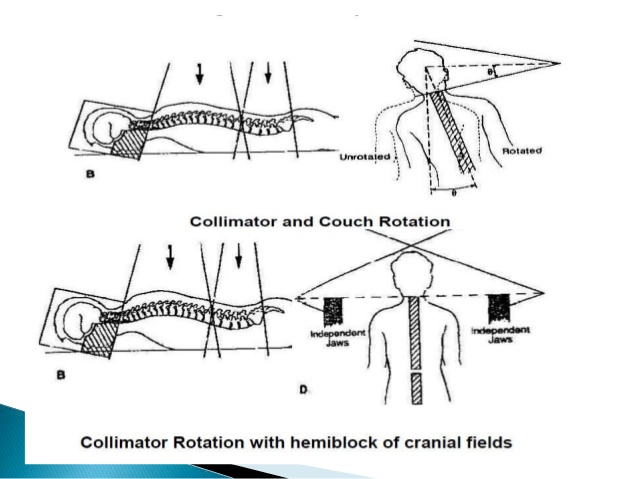 θ
Unrotated
Rotated
B
θ
Collimator and Couch Rotation
Independent
Jaws
Independent
Jaws
B
D
Collimator Rotation with hemiblock of cranial fields